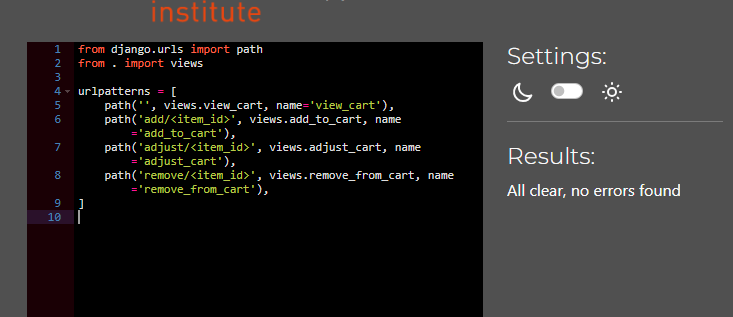 institute
1 from django.urls import path
2 from . import views
3
4 urlpatterns = [
5     path('', views.view_cart, name='view_cart'),
6     path('add/<item_id>', views.add_to_cart, name
        ='add_to_cart'),
7     path('adjust/<item_id>', views.adjust_cart, name
        ='adjust_cart'),
8     path('remove/<item_id>', views.remove_from_cart, name
        ='remove_from_cart'),
9 ]
10
Settings:
Results:
All clear, no errors found